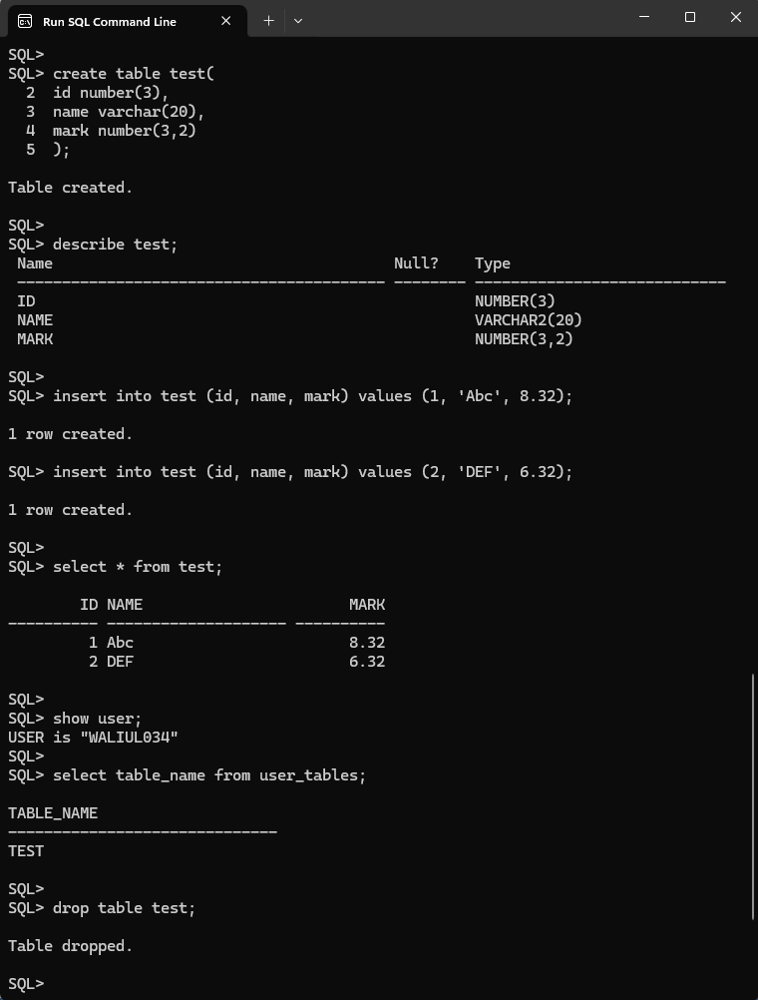 Run SQL Command Line
SQL>
SQL> create table test(
  2  id number(3),
  3  name varchar(20),
  4  mark number(3,2)
  5  );
Table created.
SQL>
SQL> describe test;
 Name                                      Null?    Type
 ----------------------------------------- -------- ----------------------------
 ID                                                 NUMBER(3)
 NAME                                               VARCHAR2(20)
 MARK                                               NUMBER(3,2)
SQL>
SQL> insert into test (id, name, mark) values (1, 'Abc', 8.32);
1 row created.
SQL> insert into test (id, name, mark) values (2, 'DEF', 6.32);
1 row created.
SQL>
SQL> select * from test;
        ID NAME                       MARK
---------- -------------------- ----------
         1 Abc                        8.32
         2 DEF                        6.32
SQL>
SQL> show user;
USER is "WALIUL034"
SQL>
SQL> select table_name from user_tables;
TABLE_NAME
------------------------------
TEST
SQL>
SQL> drop table test;
Table dropped.
SQL>